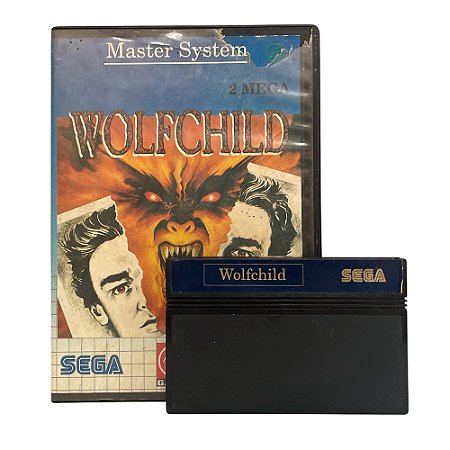 Master System
2 MEGA
WOLFCHILD
Wolfchild
SEGA
SEGA